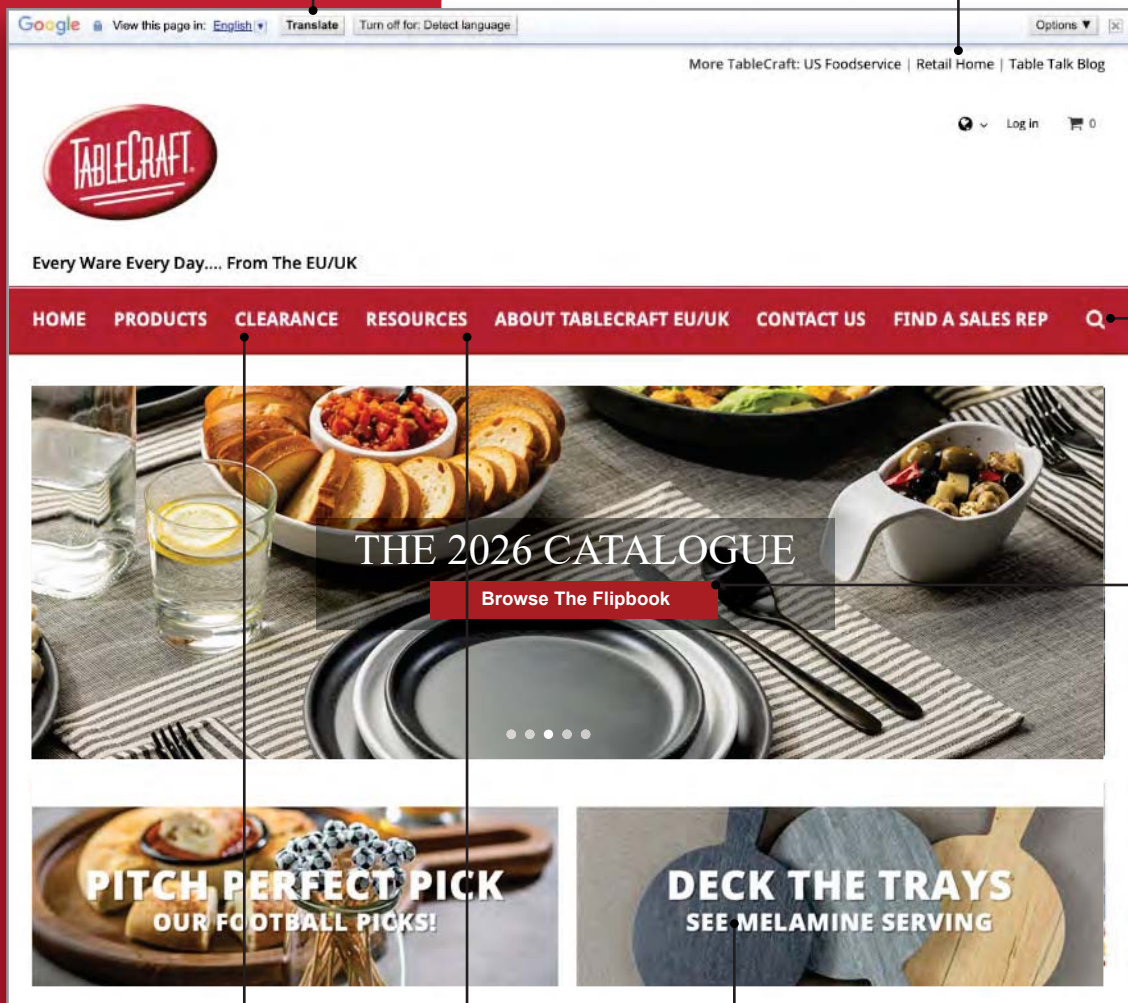 Google View this page in: English Translate Turn off for: Detect language Options ▼
More TableCraft: US Foodservice | Retail Home | Table Talk Blog
TABLECRAFT.
Log in 0
Every Ware Every Day.... From The EU/UK
HOME PRODUCTS CLEARANCE RESOURCES ABOUT TABLECRAFT EU/UK CONTACT US FIND A SALES REP
THE 2026 CATALOGUE
Browse The Flipbook
PITCH PERFECT PICK
OUR FOOTBALL PICKS!
DECK THE TRAYS
SEE MELAMINE SERVING